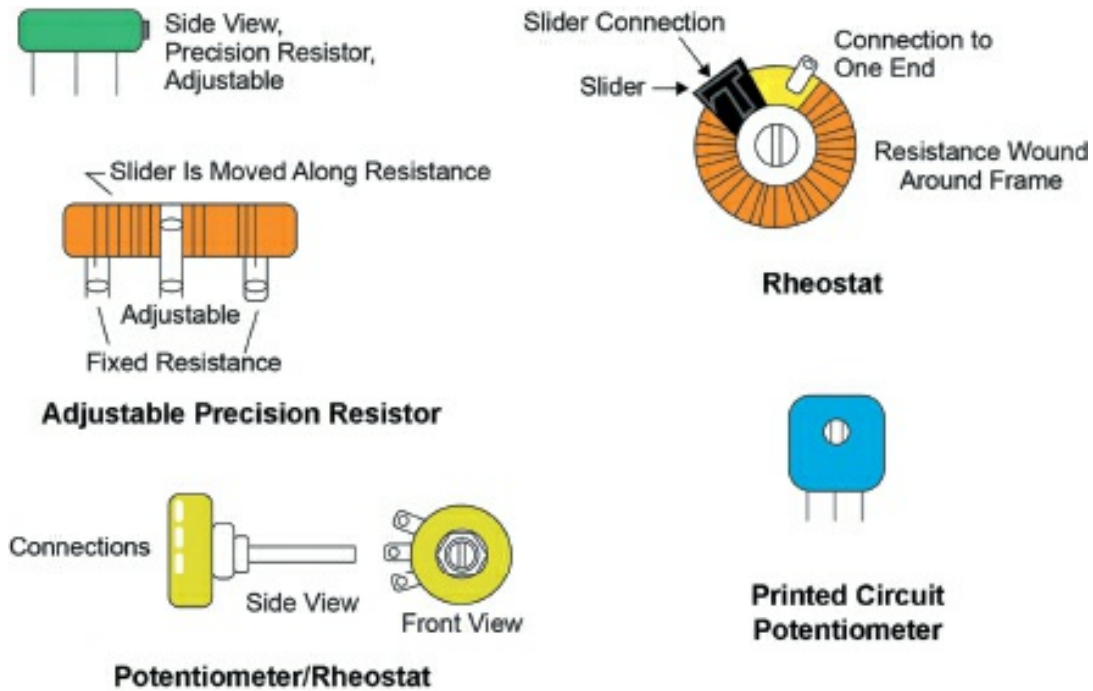 Side View,
Precision Resistor,
Adjustable
Slider Is Moved Along Resistance
Adjustable
Fixed Resistance
Adjustable Precision Resistor
Slider Connection
Slider
Connection to
One End
Resistance Wound
Around Frame
Rheostat
Connections
Side View
Front View
Potentiometer/Rheostat
Printed Circuit
Potentiometer